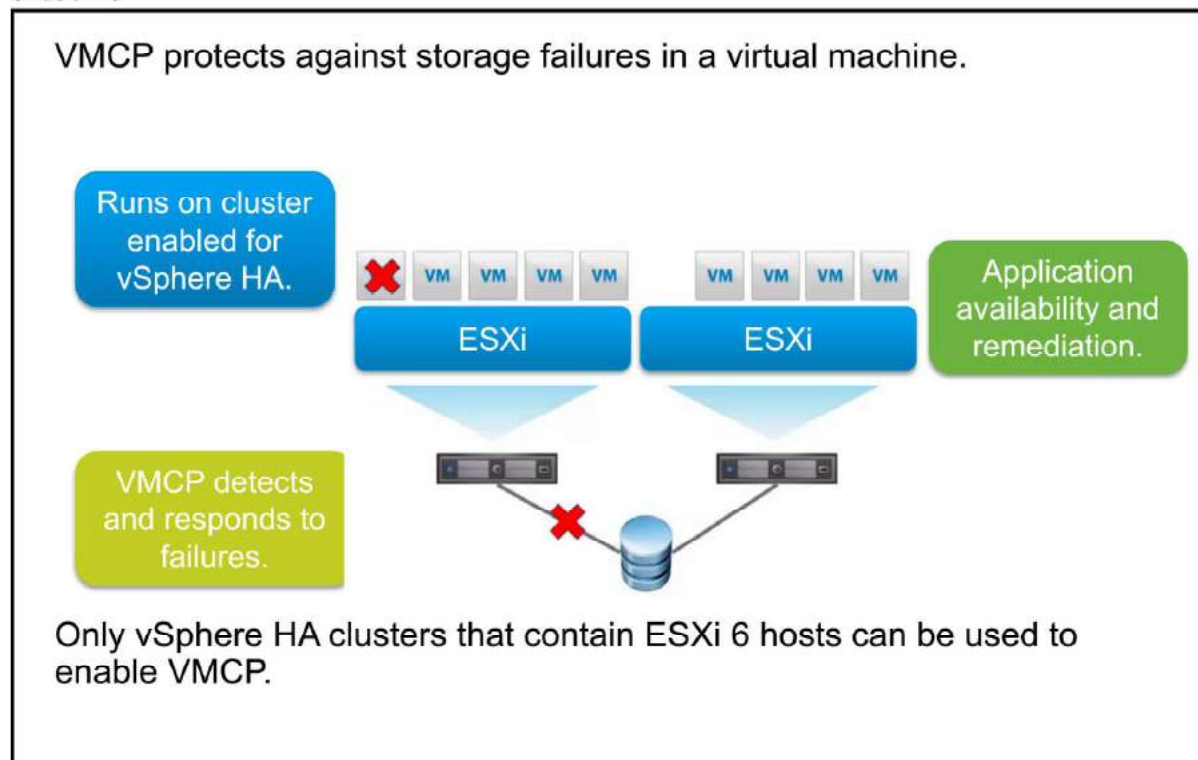 VMCP protects against storage failures in a virtual machine.
Runs on cluster
enabled for
vSphere HA.
VM VM VM VM
VM VM VM VM
ESXi
ESXi
Application
availability and
remediation.
VMCP detects
and responds to
failures.
Only vSphere HA clusters that contain ESXi 6 hosts can be used to
enable VMCP.